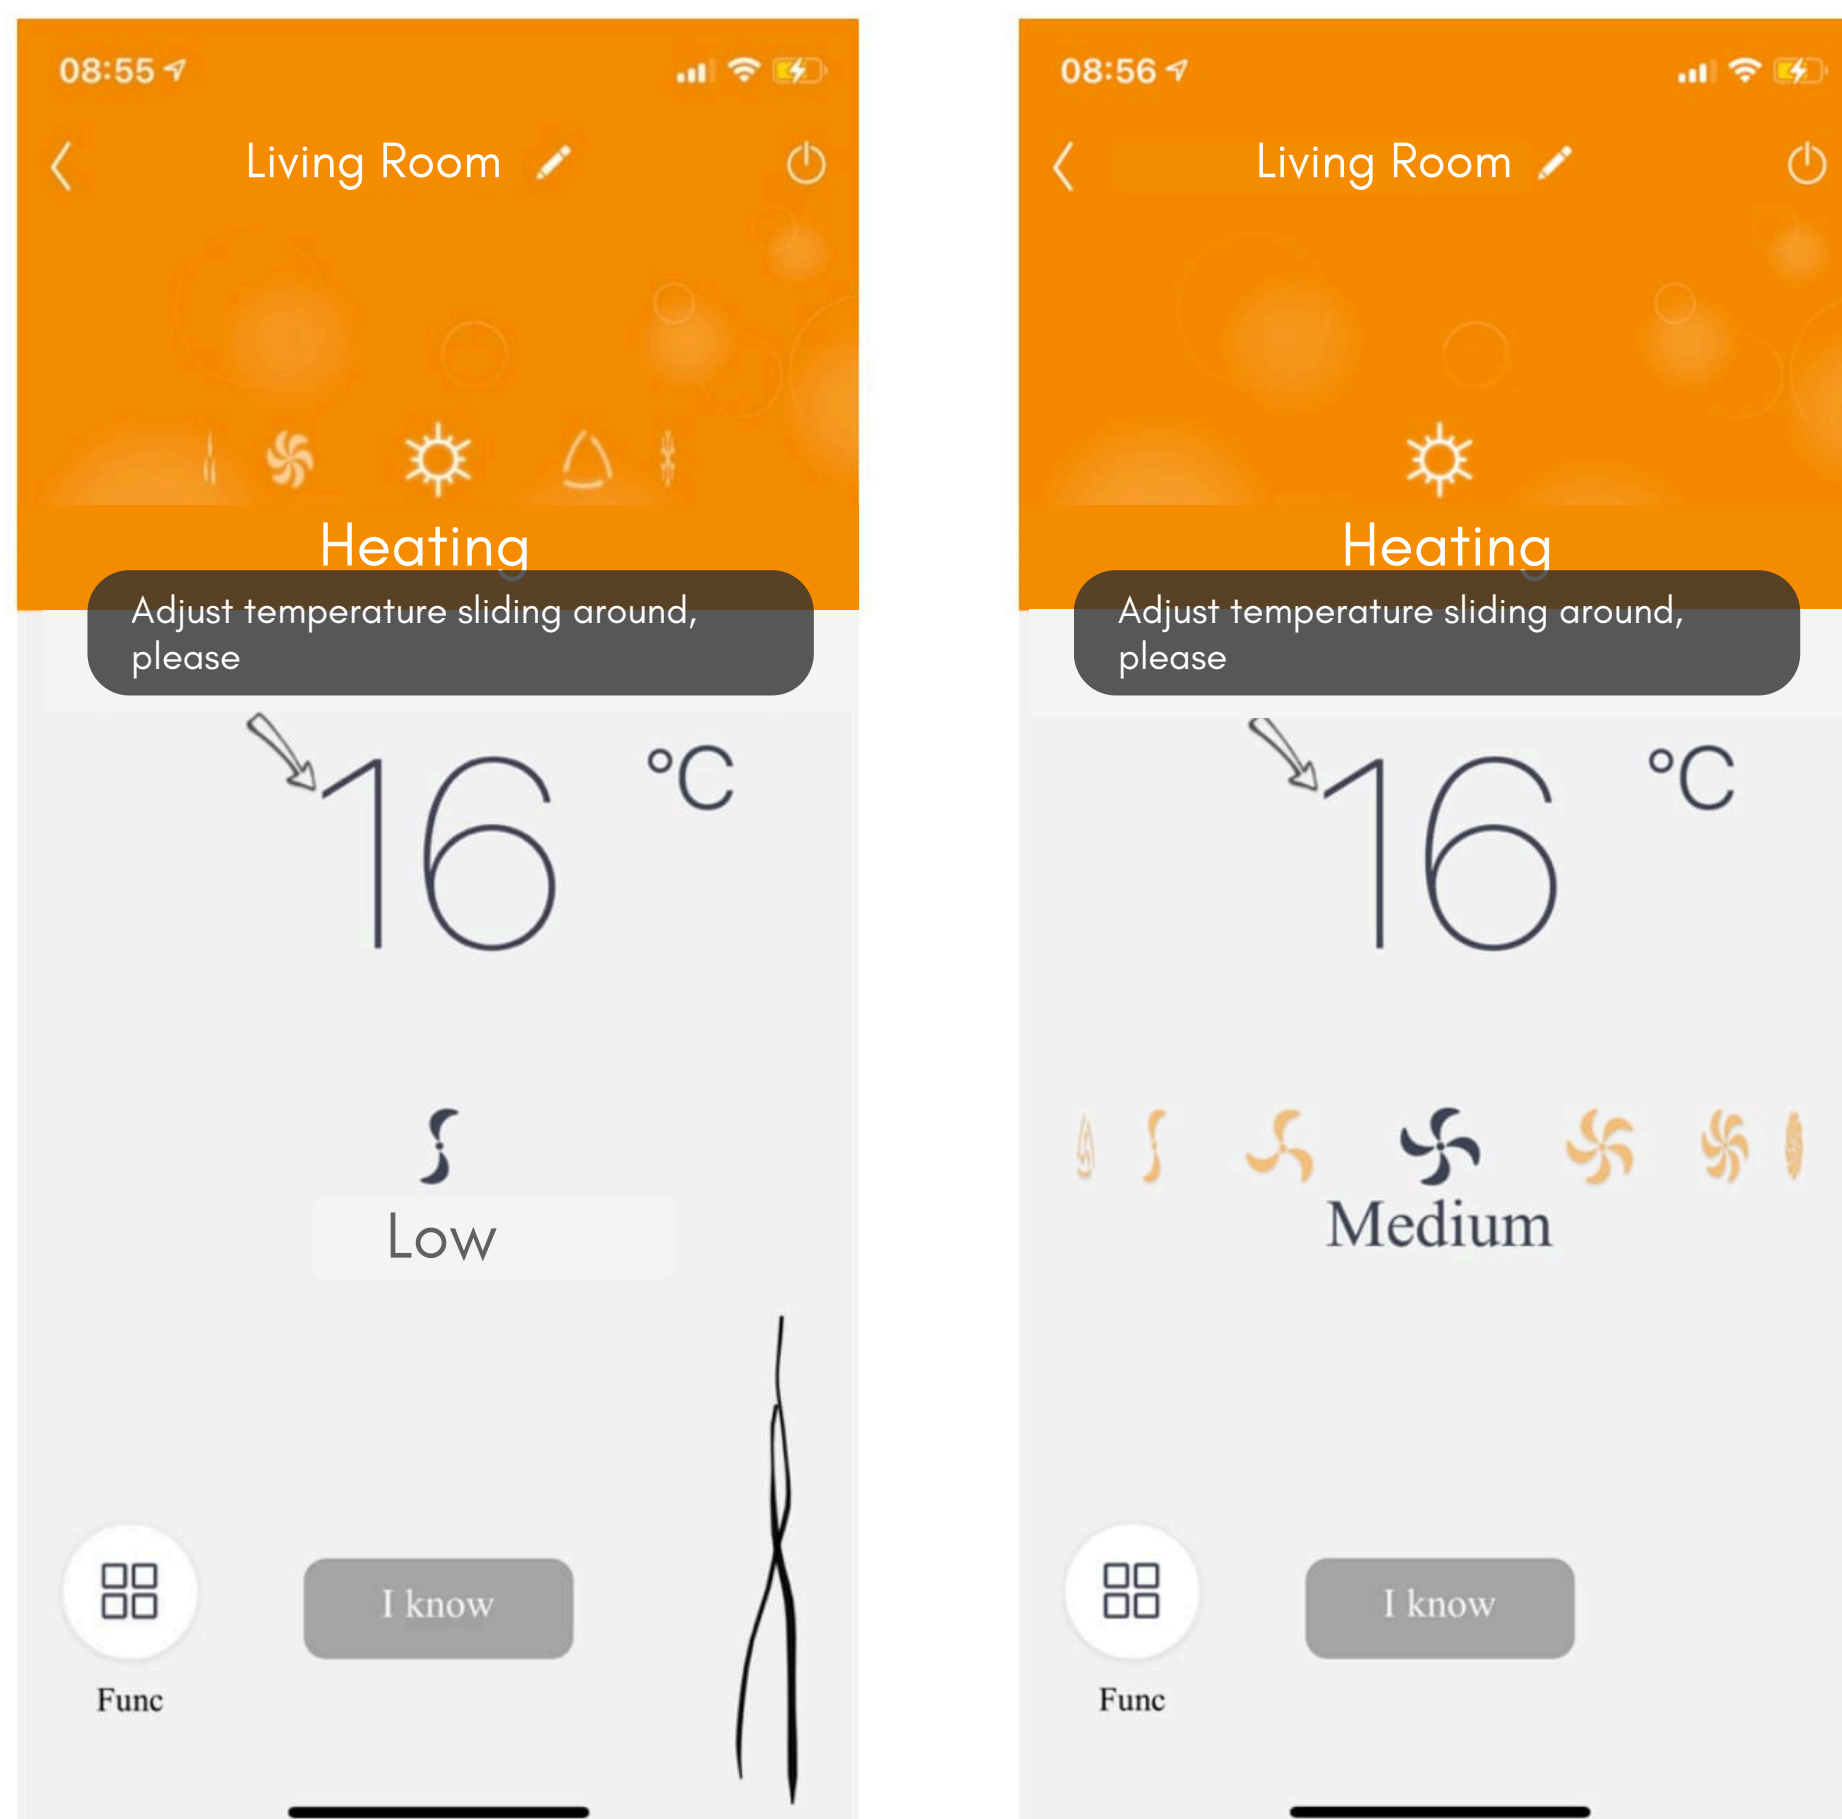 08:55
Living Room
Heating
Adjust temperature sliding around,
please
16 °C
Low
I know
Func
08:56
Living Room
Heating
Adjust temperature sliding around,
please
16 °C
Medium
I know
Func